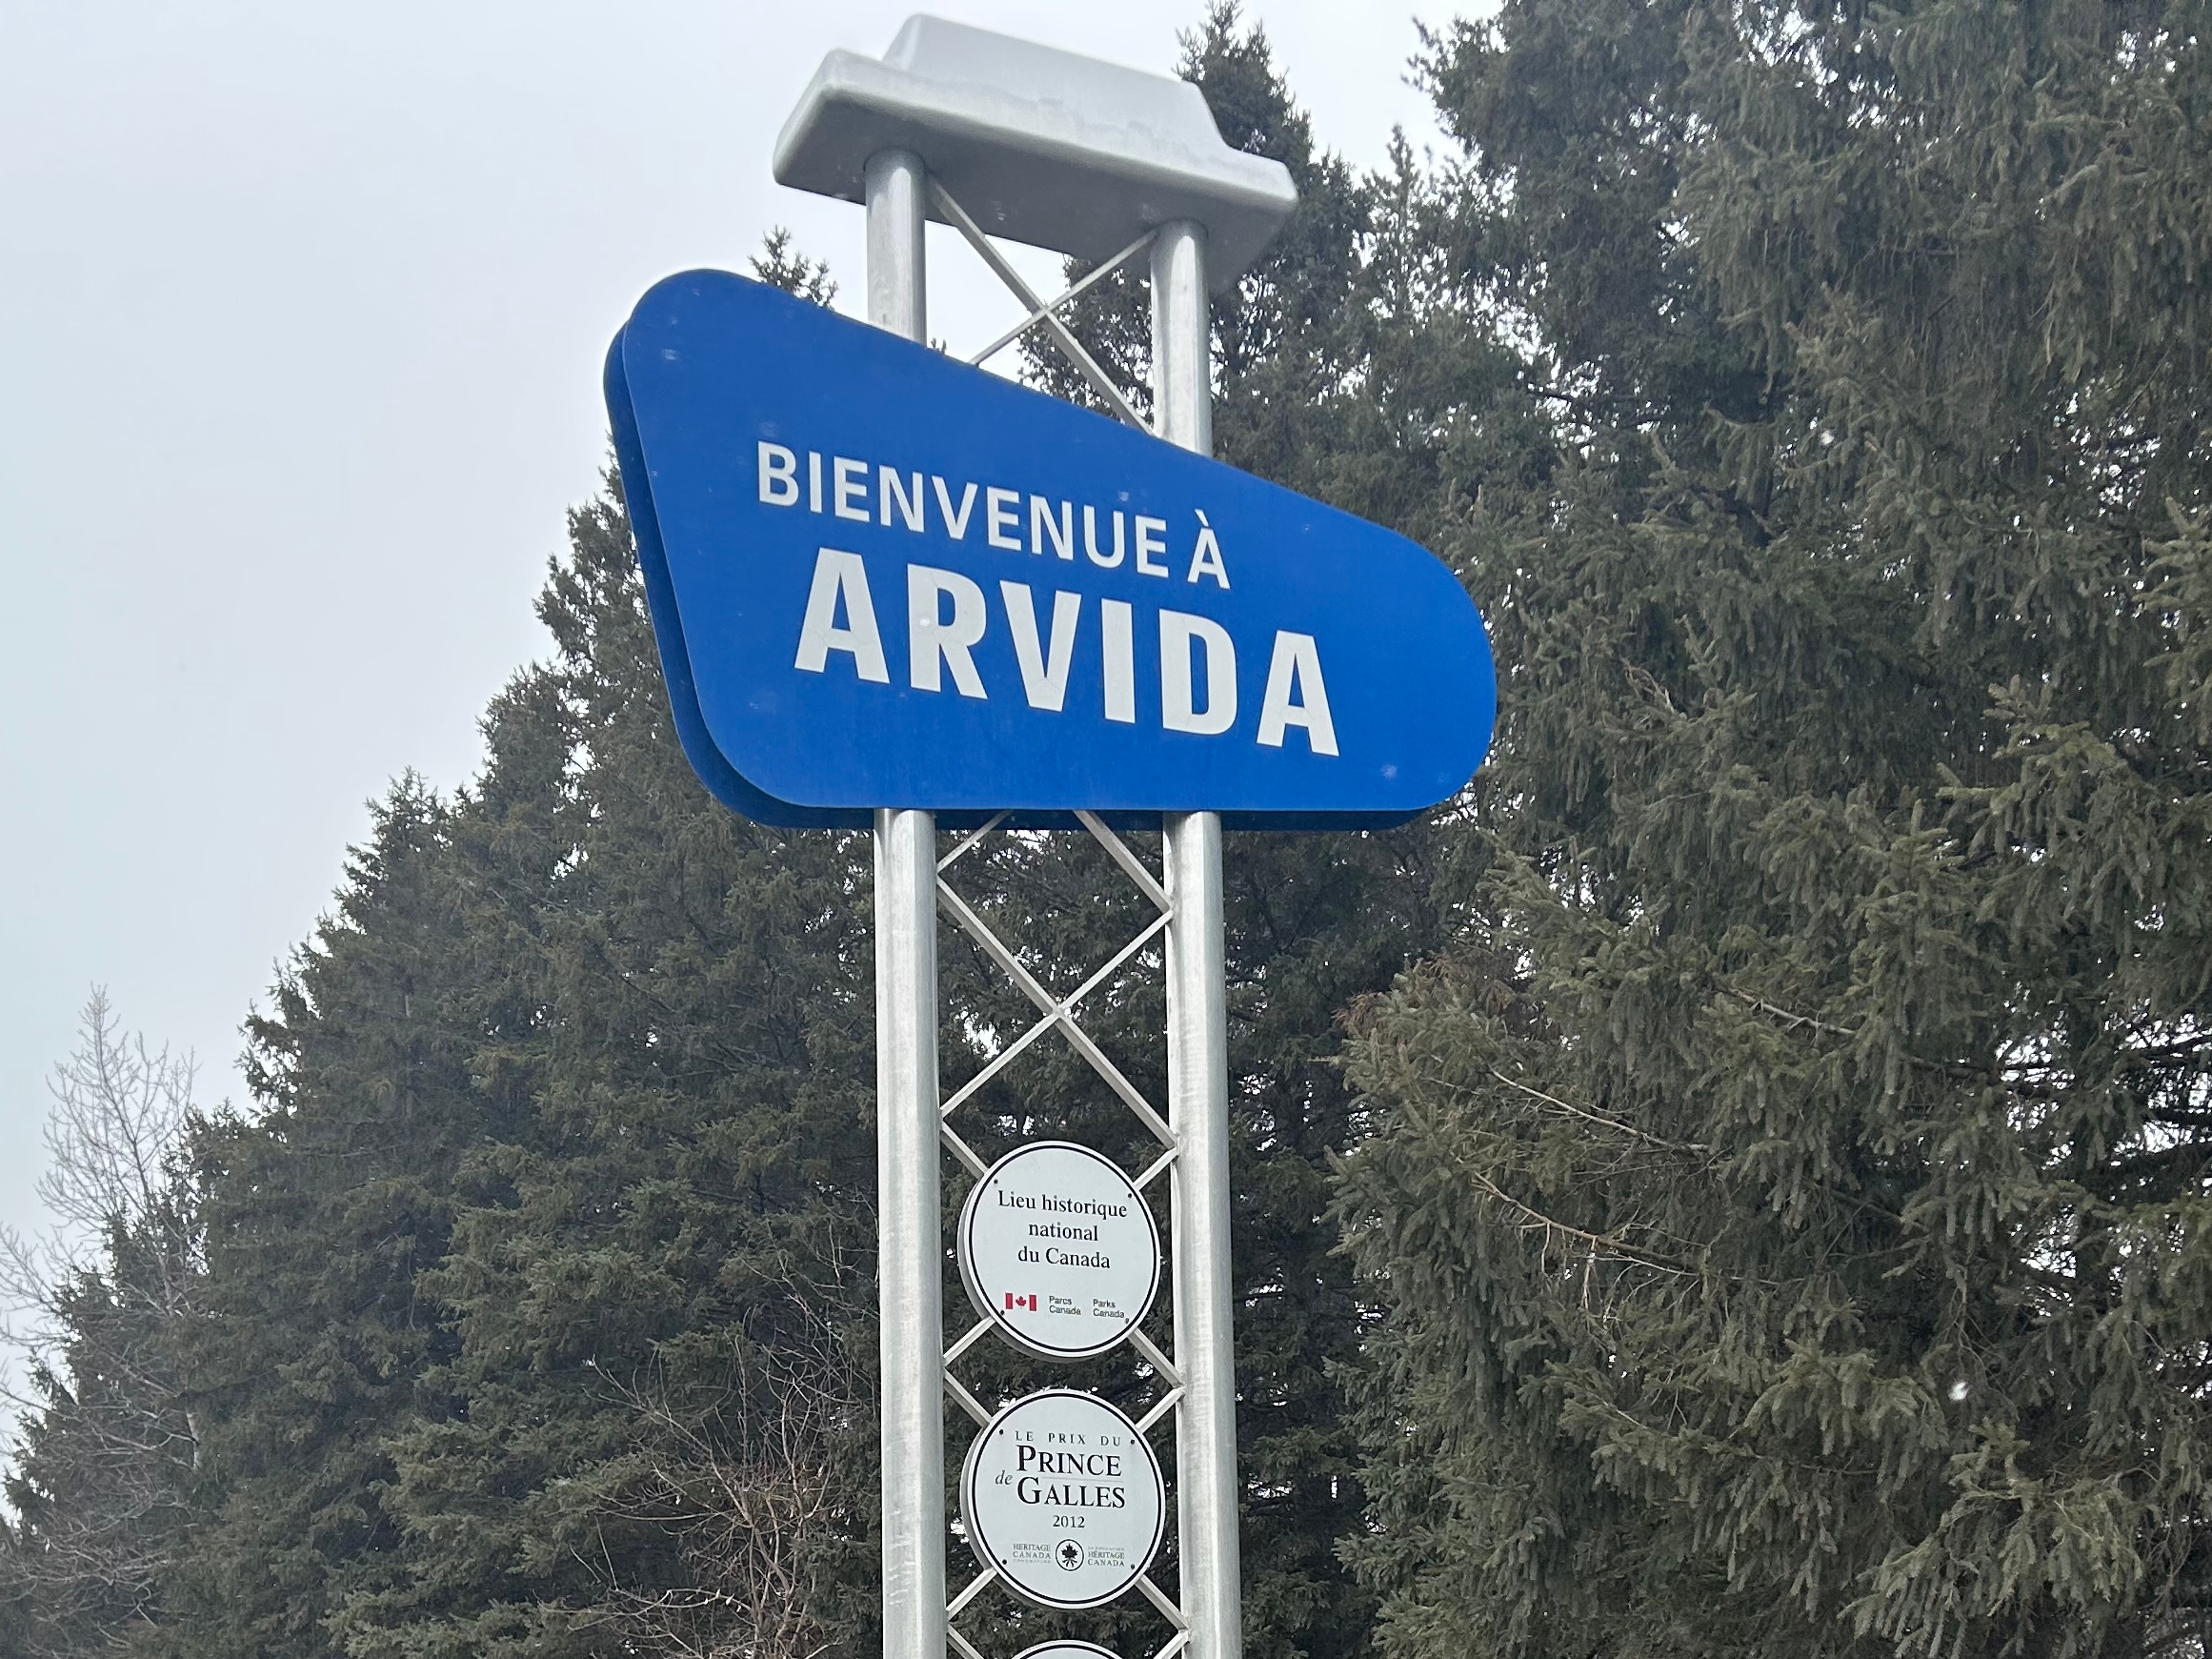 BIENVENUE À
ARVIDA
Lieu historique
national
du Canada
Parcs Canada
Parks Canada
LE PRIX DU
PRINCE
de GALLES
2012
HERITAGE CANADA
HÉRITAGE CANADA